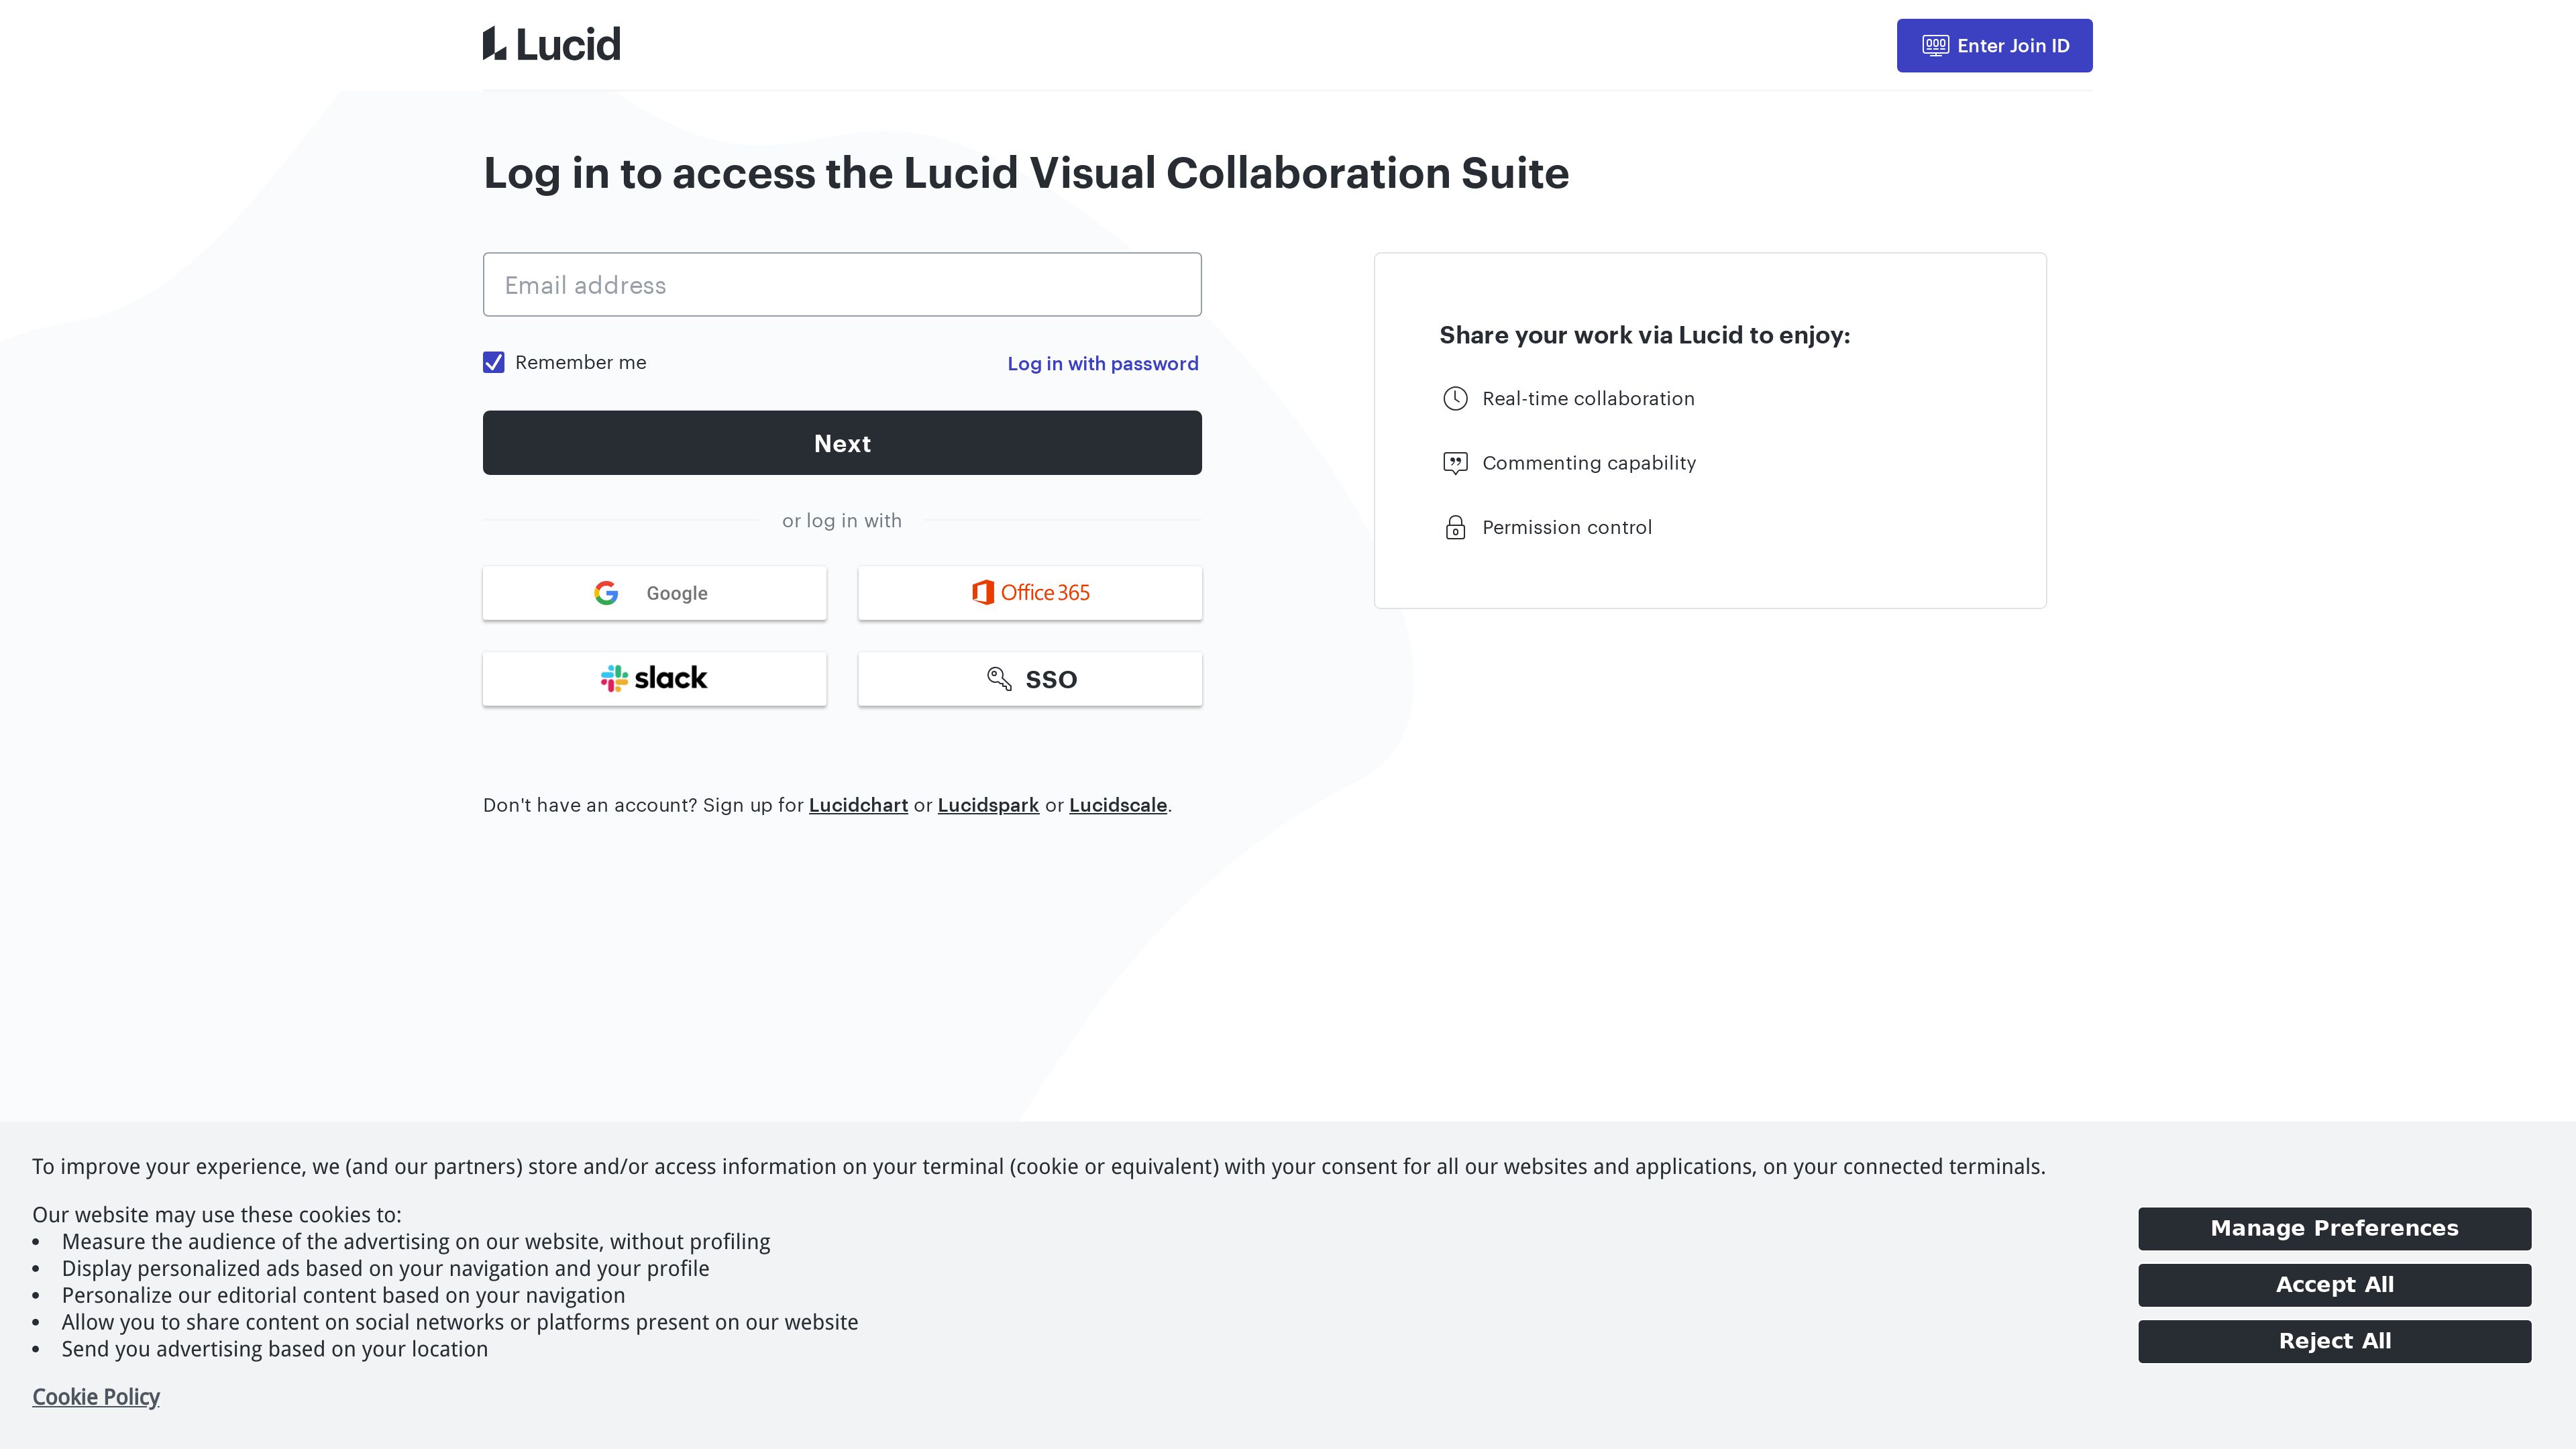 Lucid
Enter Join ID
Log in to access the Lucid Visual Collaboration Suite
Email address
Remember me
Log in with password
Next
or log in with
Google
Office 365
slack
SSO
Don't have an account? Sign up for Lucidchart or Lucidspark or Lucidscale.
Share your work via Lucid to enjoy:
Real-time collaboration
Commenting capability
Permission control
To improve your experience, we (and our partners) store and/or access information on your terminal (cookie or equivalent) with your consent for all our websites and applications, on your connected terminals.
Our website may use these cookies to:
• Measure the audience of the advertising on our website, without profiling
• Display personalized ads based on your navigation and your profile
• Personalize our editorial content based on your navigation
• Allow you to share content on social networks or platforms present on our website
• Send you advertising based on your location
Cookie Policy
Manage Preferences
Accept All
Reject All